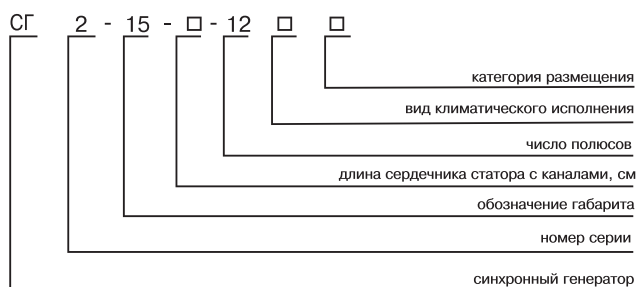 СГ 2 - 15 - □ - 12 □ □
категория размещения
вид климатического исполнения
число полюсов
длина сердечника статора с каналами, см
обозначение габарита
номер серии
синхронный генератор